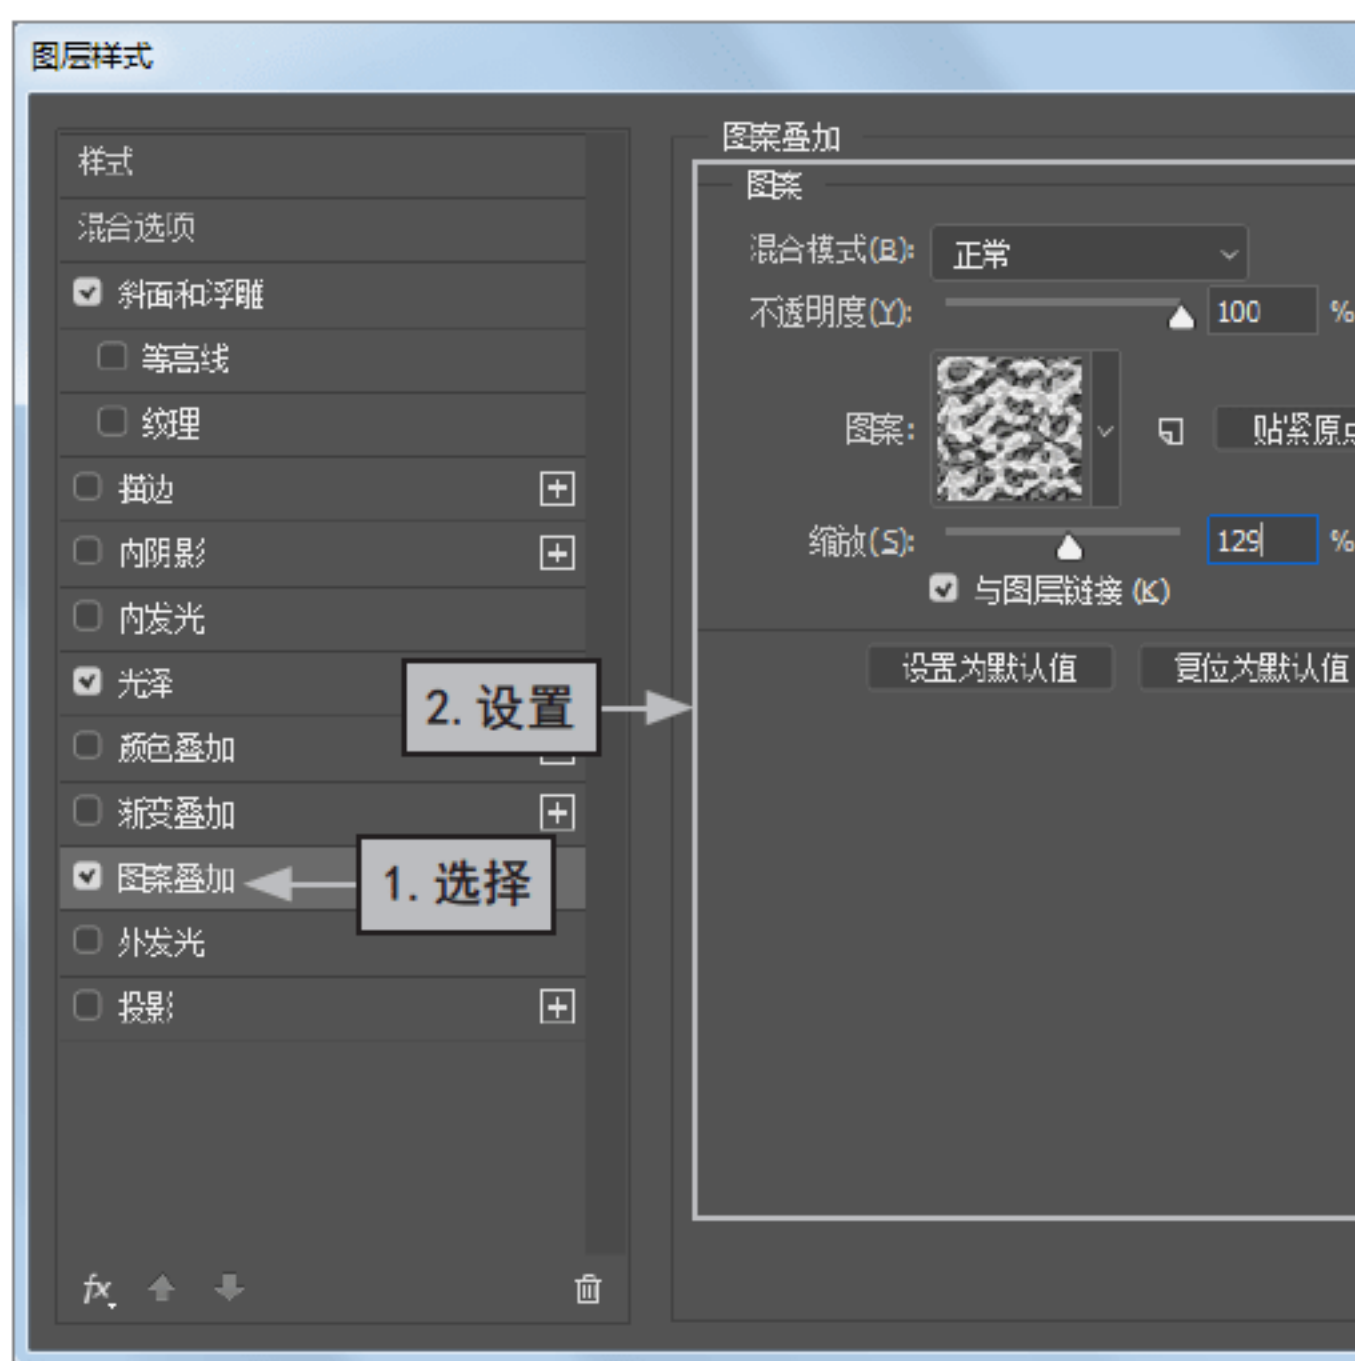 图层样式
样式
混合选项
斜面和浮雕
等高线
纹理
描边
内阴影
内发光
光泽
颜色叠加
渐变叠加
图案叠加
外发光
投影
fx
2. 设置
1. 选择
图案叠加
图案
混合模式(B): 正常
不透明度(Y): 100 %
图案: 贴紧原点
缩放(S): 129 %
与图层链接 (K)
设置为默认值 复位为默认值